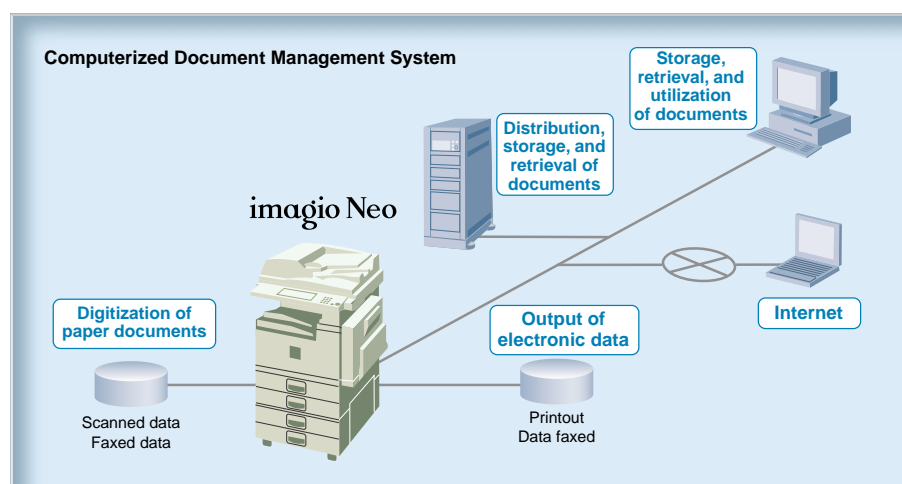 Computerized Document Management System
Storage,
retrieval, and
utilization
of documents
Distribution,
storage, and
retrieval of
documents
imagio Neo
Digitization of
paper documents
Output of
electronic data
Internet
Scanned data
Faxed data
Printout
Data faxed